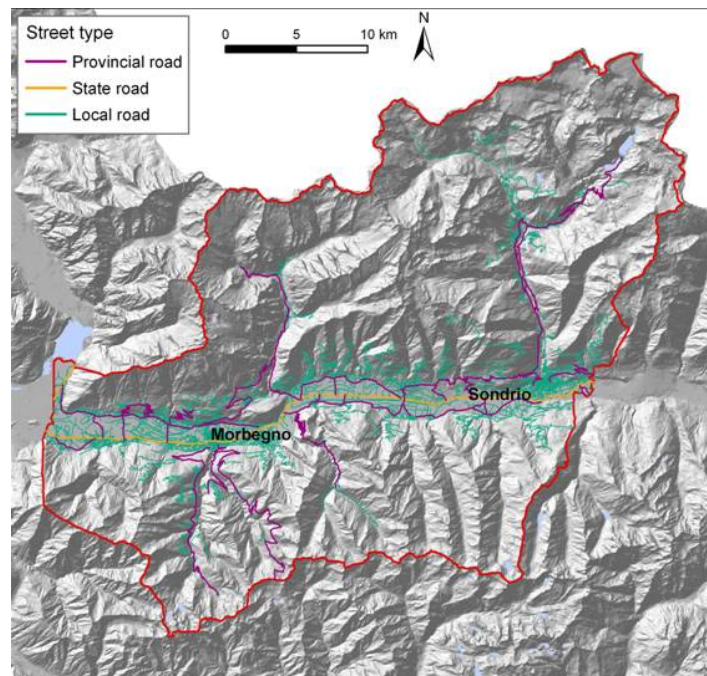 Street type
Provincial road
State road
Local road
0 5 10 km
N
Sondrio
Morbegno